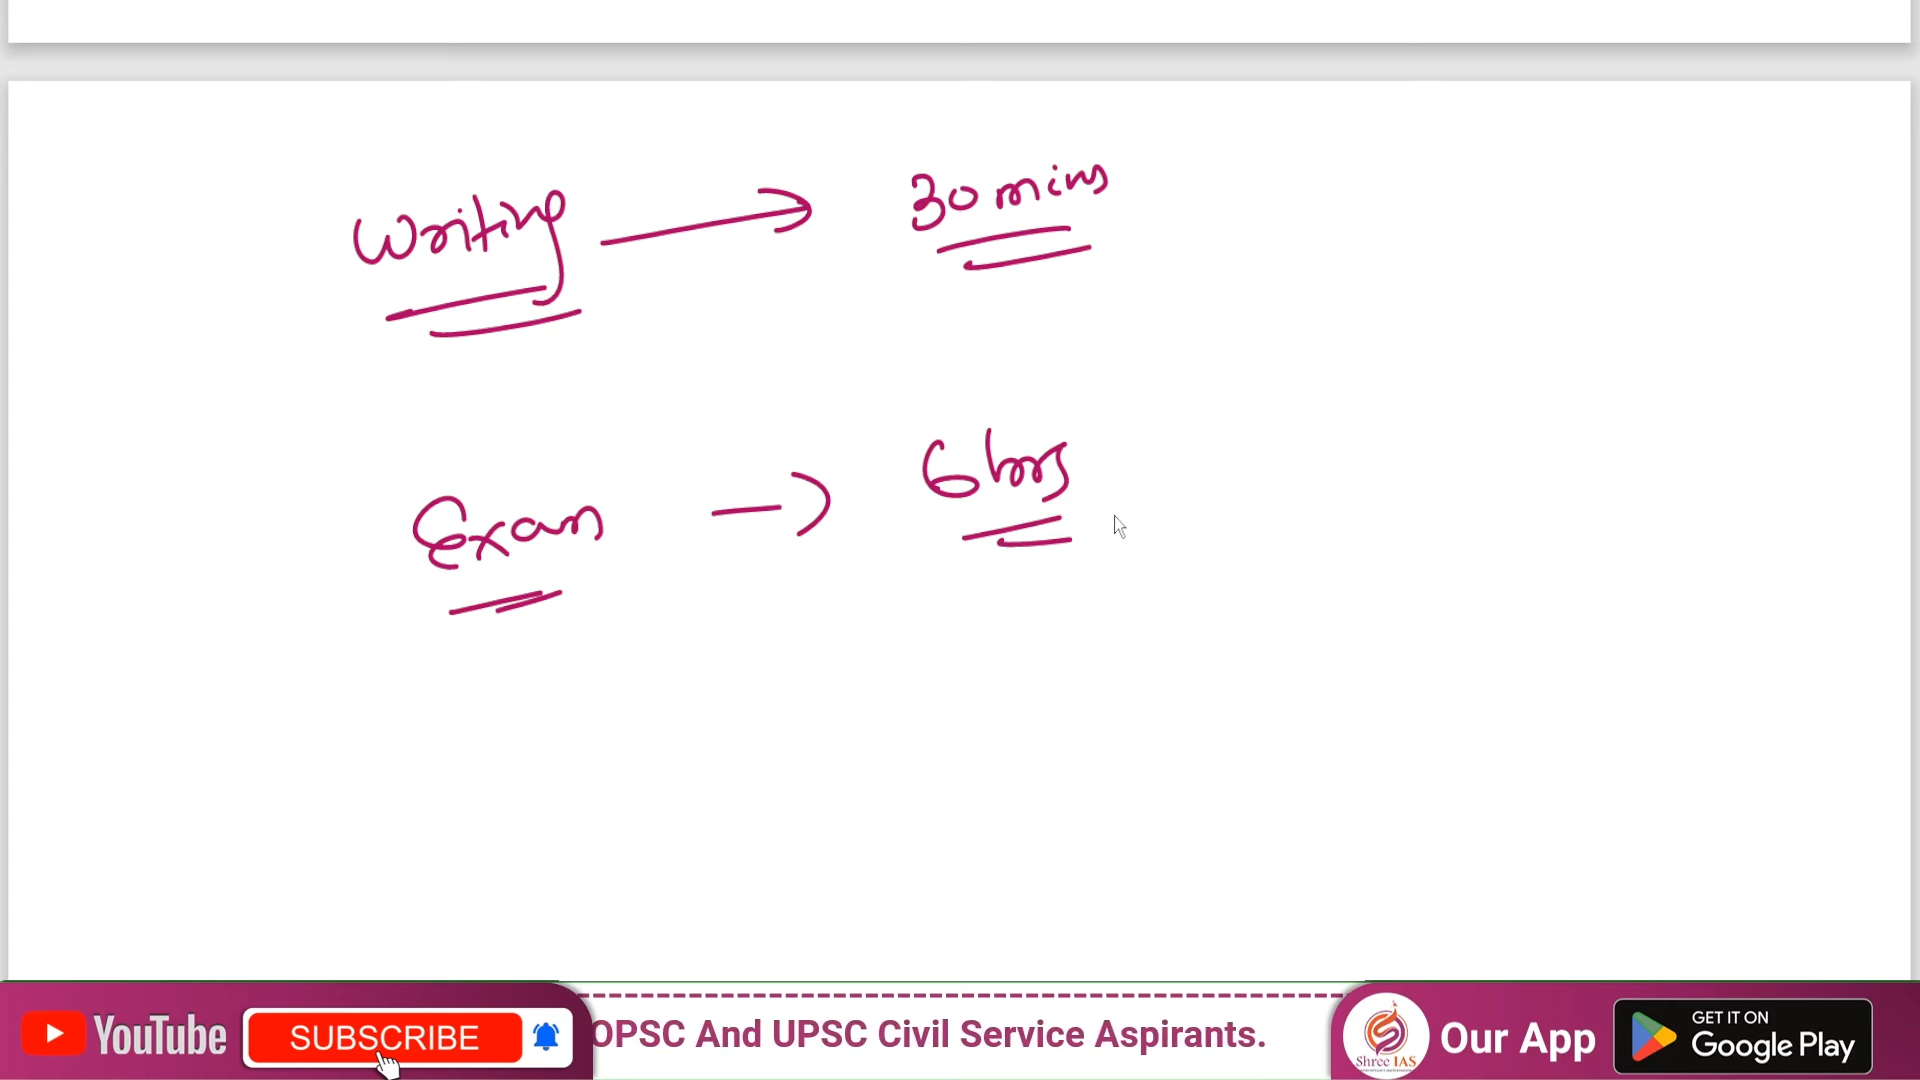 Writing → 30 mins
Exam → 6 hrs
YouTube SUBSCRIBE OPSC And UPSC Civil Service Aspirants. Shree IAS Our App GET IT ON Google Play